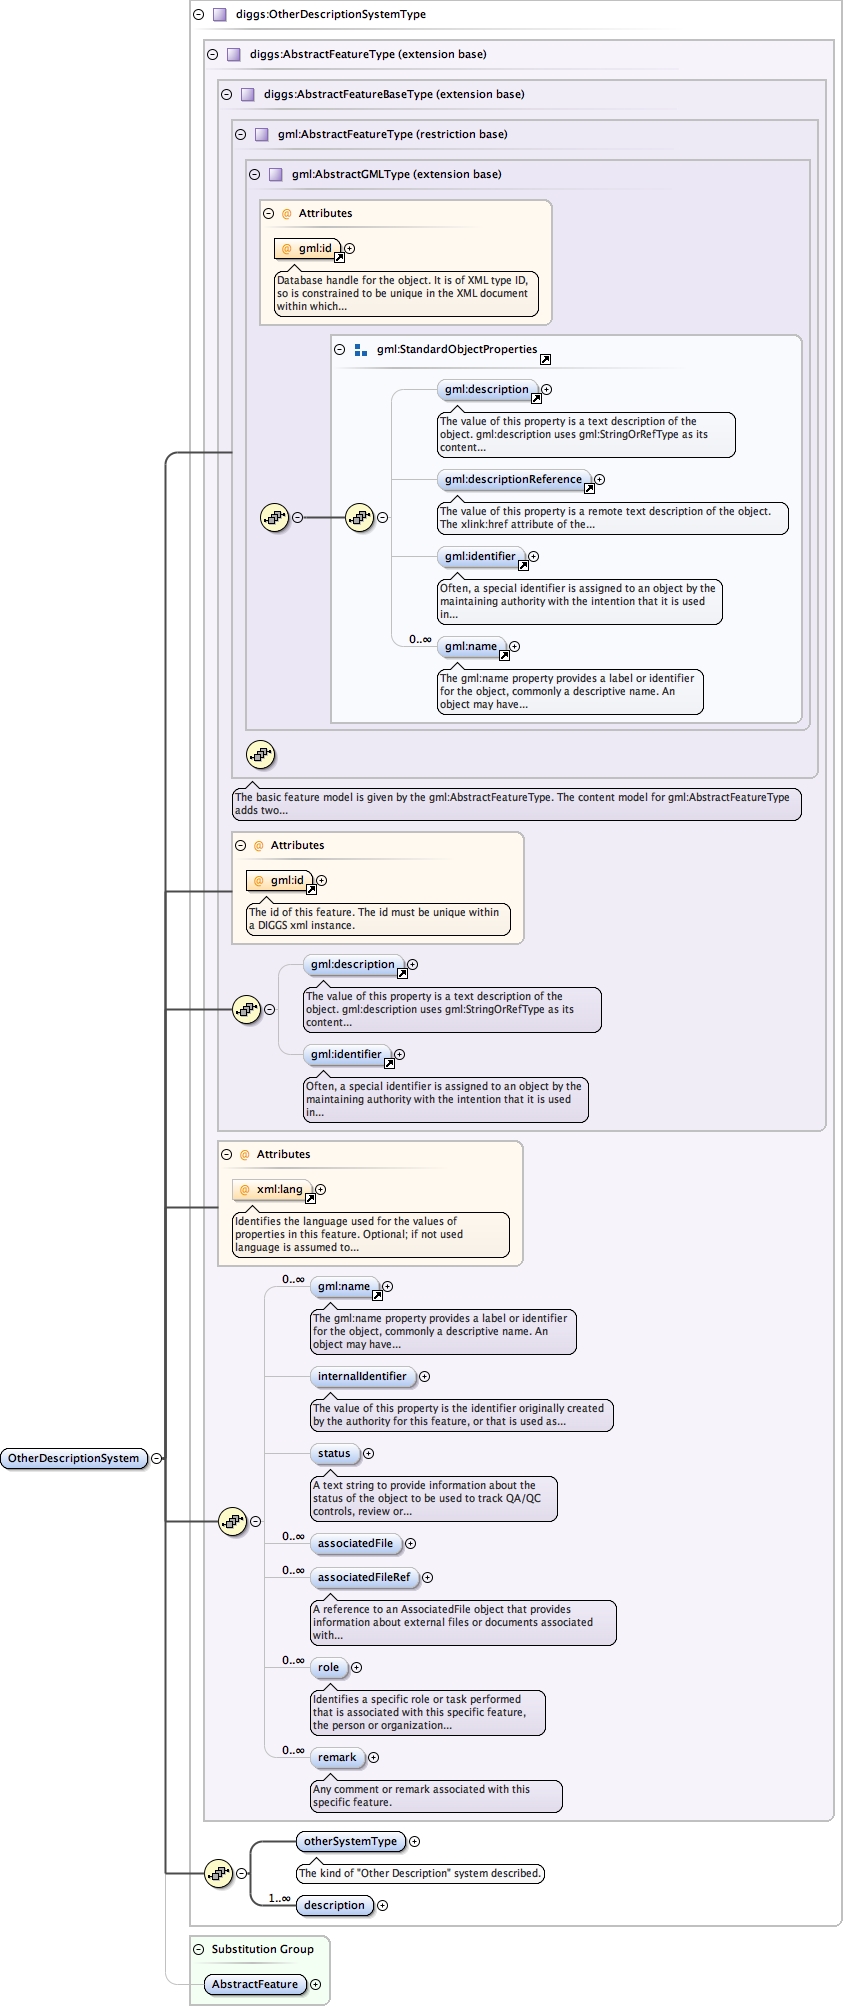 diggs:OtherDescriptionSystemType
diggs:AbstractFeatureType (extension base)
diggs:AbstractFeatureBaseType (extension base)
gml:AbstractFeatureType (restriction base)
gml:AbstractGMLType (extension base)
@ Attributes
@ gml:id
Database handle for the object. It is of XML type ID,
so is constrained to be unique in the XML document
within which...
gml:StandardObjectProperties
gml:description
The value of this property is a text description of the
object. gml:description uses gml:StringOrRefType as its
content...
gml:descriptionReference
The value of this property is a remote text description of the object.
The xlink:href attribute of the...
gml:identifier
Often, a special identifier is assigned to an object by the
maintaining authority with the intention that it is used
in...
0..∞
gml:name
The gml:name property provides a label or identifier
for the object, commonly a descriptive name. An
object may have...
The basic feature model is given by the gml:AbstractFeatureType. The content model for gml:AbstractFeatureType
adds two...
@ Attributes
@ gml:id
The id of this feature. The id must be unique within
a DIGGS xml instance.
gml:description
The value of this property is a text description of the
object. gml:description uses gml:StringOrRefType as its
content...
gml:identifier
Often, a special identifier is assigned to an object by the
maintaining authority with the intention that it is used
in...
@ Attributes
@ xml:lang
Identifies the language used for the values of
properties in this feature. Optional; if not used
language is assumed to...
0..∞
gml:name
The gml:name property provides a label or identifier
for the object, commonly a descriptive name. An
object may have...
internalIdentifier
The value of this property is the identifier originally created
by the authority for this feature, or that is used as...
OtherDescriptionSystem
status
A text string to provide information about the
status of the object to be used to track QA/QC
controls, review or...
0..∞
associatedFile
0..∞
associatedFileRef
A reference to an AssociatedFile object that provides
information about external files or documents associated
with...
0..∞
role
Identifies a specific role or task performed
that is associated with this specific feature,
the person or organization...
0..∞
remark
Any comment or remark associated with this
specific feature.
otherSystemType
The kind of "Other Description" system described.
1..∞
description
Substitution Group
AbstractFeature